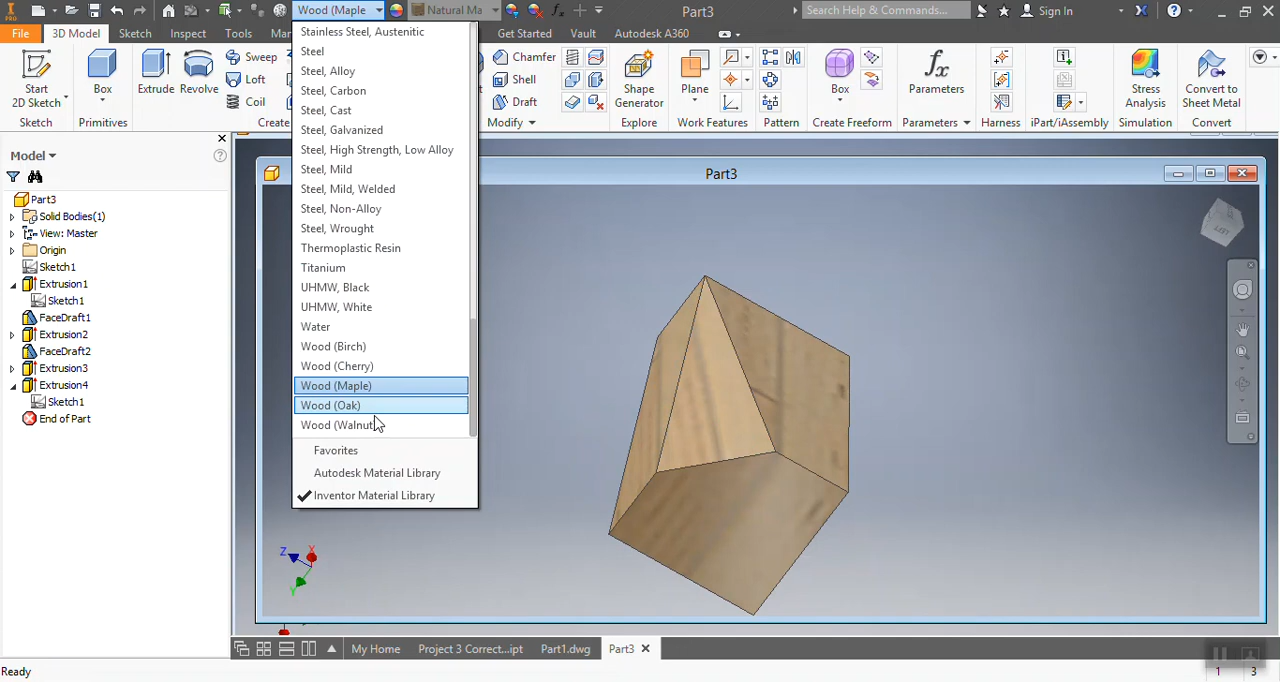 PRO
Wood (Maple
Natural Ma
Part3
Search Help & Commands...
Sign In
File
3D Model
Sketch
Inspect
Tools
Get Started
Vault
Autodesk A360
Start
2D Sketch
Sketch
Box
Primitives
Extrude
Revolve
Sweep
Loft
Coil
Chamfer
Shell
Draft
Modify
Shape
Generator
Explore
Plane
Work Features
Pattern
Box
Create Freeform
Parameters
Parameters
Harness
iPart/iAssembly
Stress
Analysis
Simulation
Convert to
Sheet Metal
Convert
Stainless Steel, Austenitic
Steel
Steel, Alloy
Steel, Carbon
Steel, Cast
Steel, Galvanized
Steel, High Strength, Low Alloy
Steel, Mild
Steel, Mild, Welded
Steel, Non-Alloy
Steel, Wrought
Thermoplastic Resin
Titanium
UHMW, Black
UHMW, White
Water
Wood (Birch)
Wood (Cherry)
Wood (Maple)
Wood (Oak)
Wood (Walnut
Favorites
Autodesk Material Library
Inventor Material Library
Model
Part3
Solid Bodies(1)
View: Master
Origin
Sketch1
Extrusion1
Sketch1
FaceDraft1
Extrusion2
FaceDraft2
Extrusion3
Extrusion4
Sketch1
End of Part
Part3
Z
X
Y
My Home
Project 3 Correct...ipt
Part1.dwg
Part3
Ready
1
3